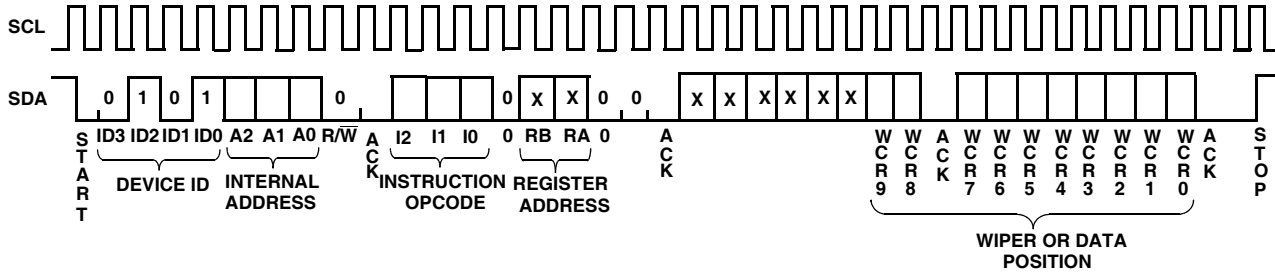 SCL
SDA
0 1 0 1 0 0 X X 0 0 X X X X X X
START ID3 ID2 ID1 ID0 A2 A1 A0 R/W̅ ACK I2 I1 I0 0 RB RA 0 ACK WCR9 WCR8 ACK WCR7 WCR6 WCR5 WCR4 WCR3 WCR2 WCR1 WCR0 ACK STOP
DEVICE ID
INTERNAL
ADDRESS
INSTRUCTION
OPCODE
REGISTER
ADDRESS
WIPER OR DATA
POSITION